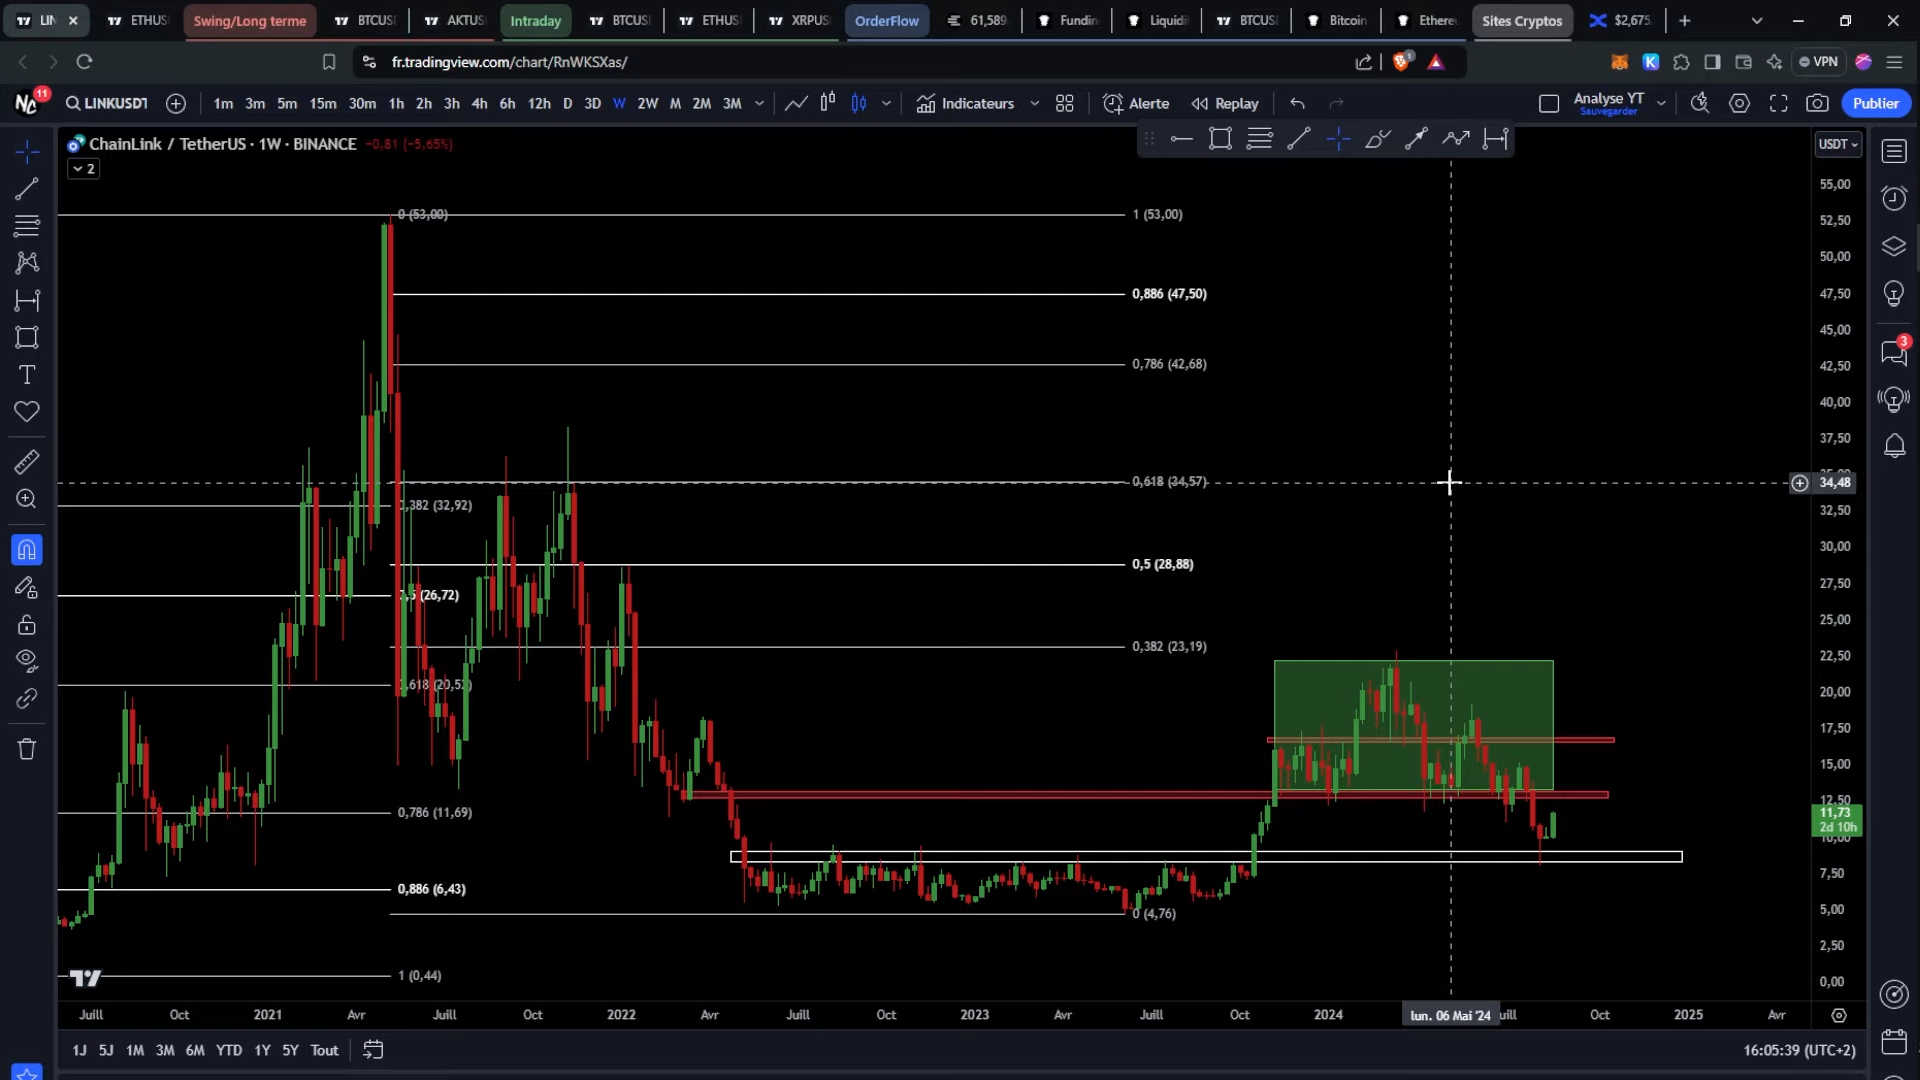 LIN
ETHUS
Swing/Long terme
BTCUS
AKTUS
Intraday
BTCUS
ETHUS
XRPUS
OrderFlow
61,589
Fundin
Liquidi
BTCUS
Bitcoin
Ethere
Sites Cryptos
$2,675
fr.tradingview.com/chart/RnWKSXas/
1
VPN
11
LINKUSDT
1m 3m 5m 15m 30m 1h 2h 3h 4h 6h 12h D 3D W 2W M 2M 3M
Indicateurs
Alerte
Replay
Analyse YT
Sauvegarder
Publier
ChainLink / TetherUS · 1W · BINANCE -0,81 (-5,65%)
2
USDT
55,00
52,50
50,00
47,50
45,00
42,50
40,00
37,50
34,48
32,50
30,00
27,50
25,00
22,50
20,00
17,50
15,00
12,50
11,73
2d 10h
10,00
7,50
5,00
2,50
0,00
0 (53,00)
1 (53,00)
0,886 (47,50)
0,786 (42,68)
0,618 (34,57)
0,382 (32,92)
0,5 (28,88)
0,5 (26,72)
0,382 (23,19)
0,618 (20,52)
0,786 (11,69)
0,886 (6,43)
0 (4,76)
1 (0,44)
3
Juill Oct 2021 Avr Juill Oct 2022 Avr Juill Oct 2023 Avr Juill Oct 2024 lun. 06 Mai '24 uill Oct 2025 Avr
1J 5J 1M 3M 6M YTD 1Y 5Y Tout
16:05:39 (UTC+2)